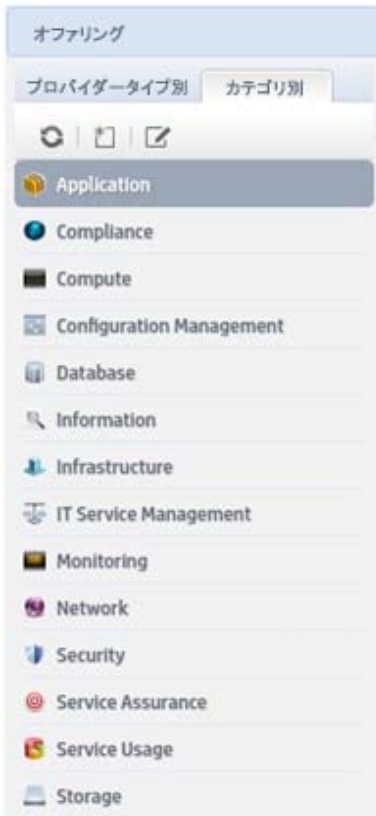 オファリング
プロバイダータイプ別 カテゴリ別
Application
Compliance
Compute
Configuration Management
Database
Information
Infrastructure
IT Service Management
Monitoring
Network
Security
Service Assurance
Service Usage
Storage